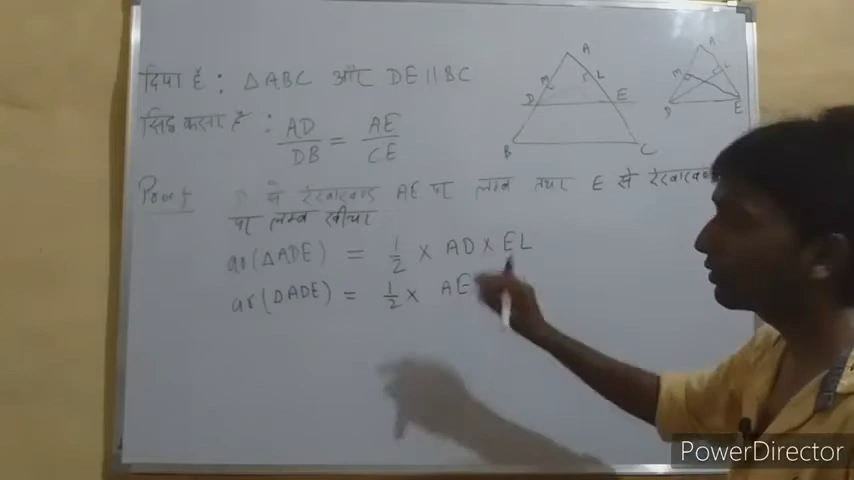 दिया है : △ABC और DE||BC
सिद्ध करना है : AD/DB = AE/CE
Proof D से रेखाखण्ड AE पर लम्ब तथा E से रेखाखण्ड
पर लम्ब खींचा
ar(△ADE) = 1/2 × AD × EL
ar(DADE) = 1/2 × AE
A
M
L
D
E
B
C
A
M
L
D
E
PowerDirector